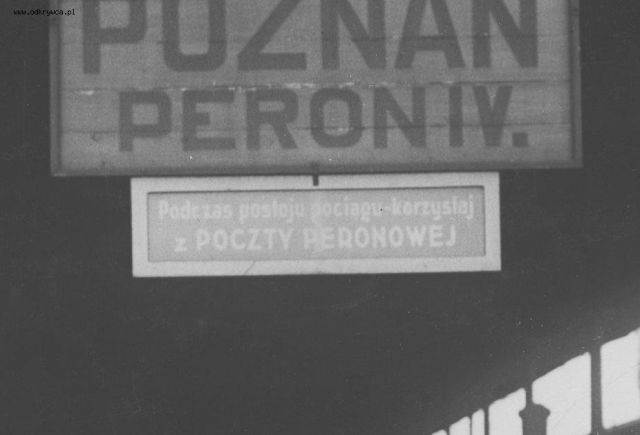 www.odkrywca.pl
POZNAŃ
PERON IV.
Podczas postoju pociągu-korzystaj
z POCZTY PERONOWEJ